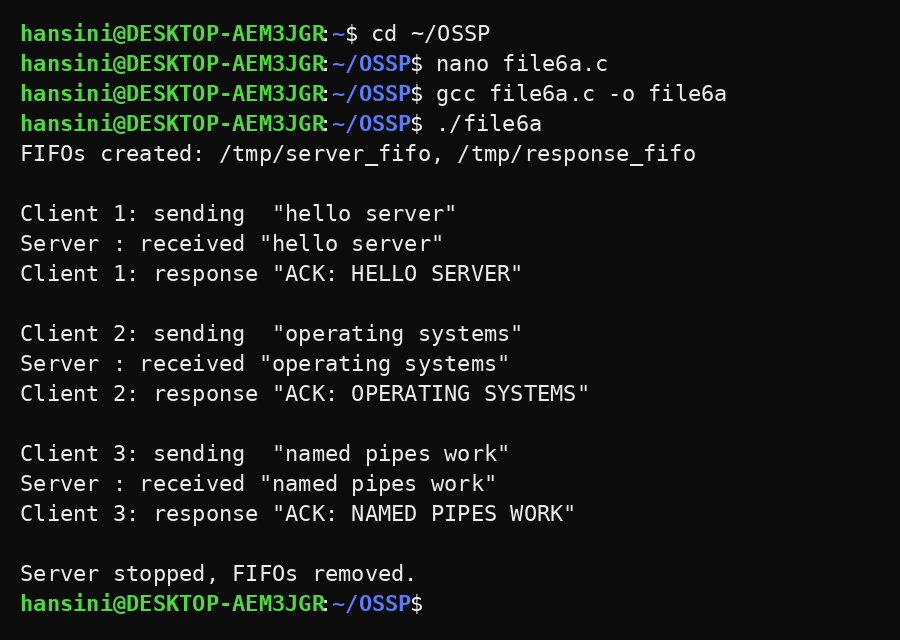 hansini@DESKTOP-AEM3JGR:~$ cd ~/OSSP
hansini@DESKTOP-AEM3JGR:~/OSSP$ nano file6a.c
hansini@DESKTOP-AEM3JGR:~/OSSP$ gcc file6a.c -o file6a
hansini@DESKTOP-AEM3JGR:~/OSSP$ ./file6a
FIFOs created: /tmp/server_fifo, /tmp/response_fifo

Client 1: sending  "hello server"
Server : received "hello server"
Client 1: response "ACK: HELLO SERVER"

Client 2: sending  "operating systems"
Server : received "operating systems"
Client 2: response "ACK: OPERATING SYSTEMS"

Client 3: sending  "named pipes work"
Server : received "named pipes work"
Client 3: response "ACK: NAMED PIPES WORK"

Server stopped, FIFOs removed.
hansini@DESKTOP-AEM3JGR:~/OSSP$